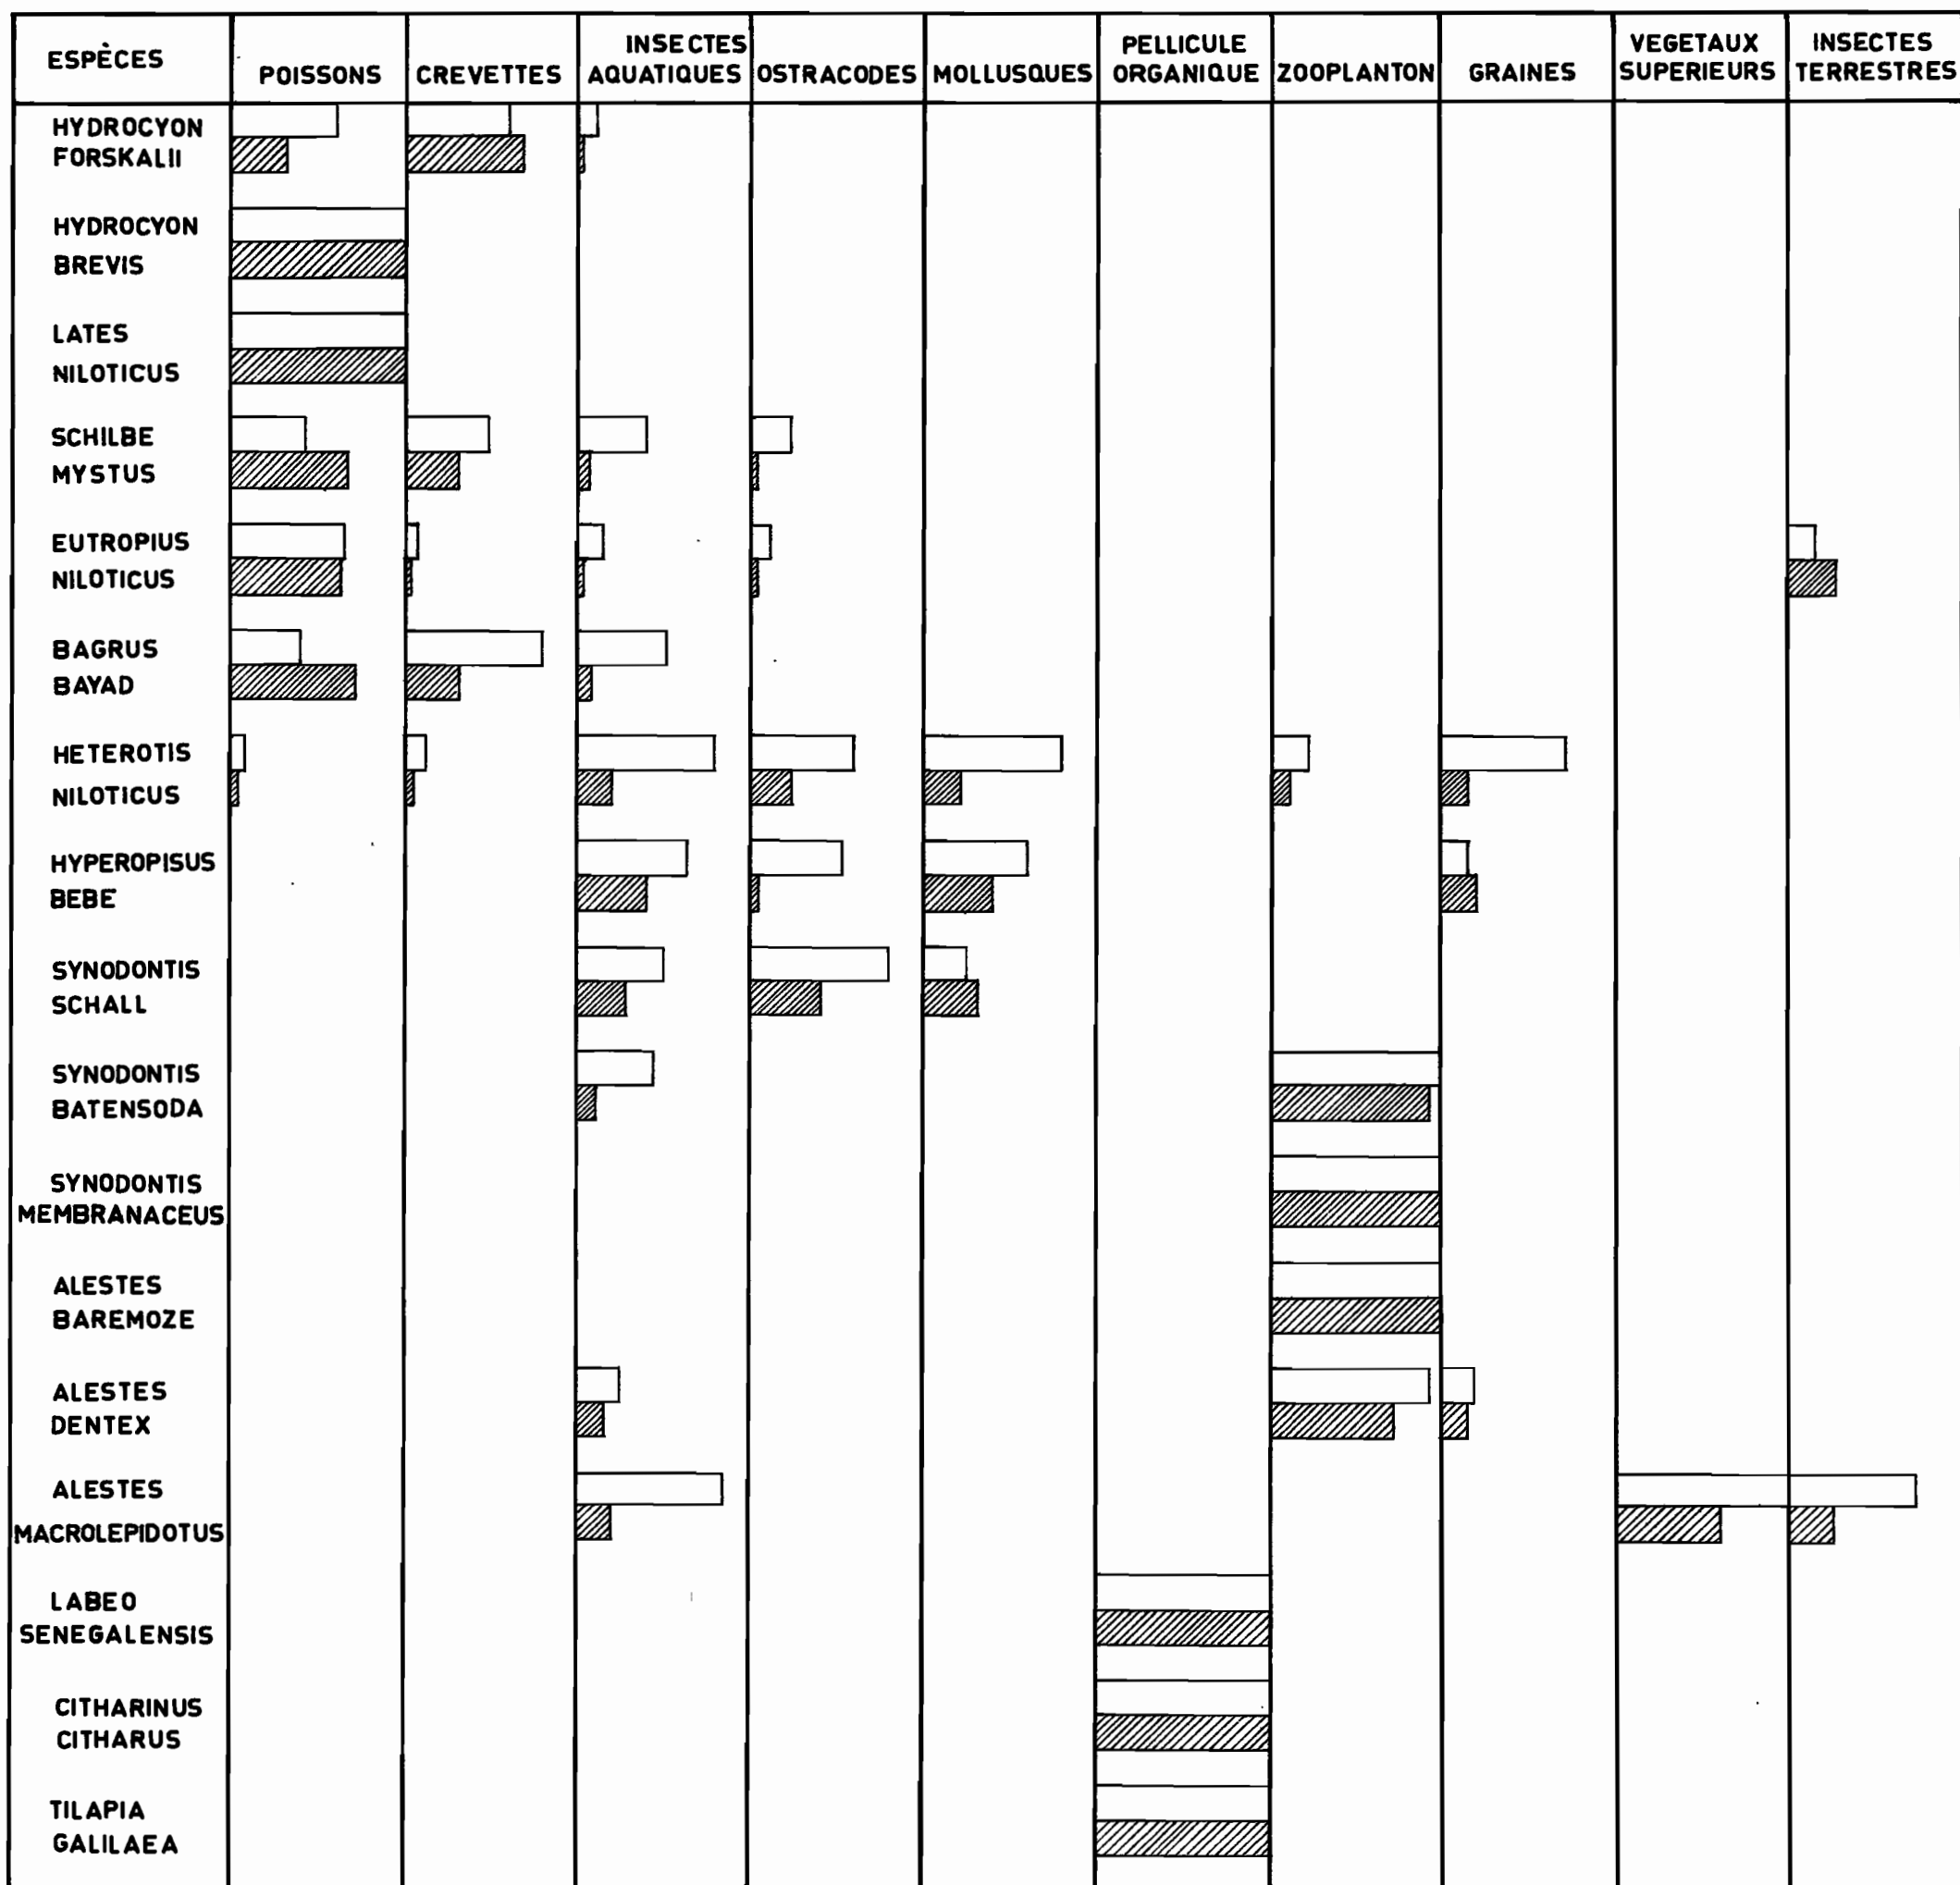 ESPÈCES
POISSONS
CREVETTES
INSECTES
AQUATIQUES
OSTRACODES
MOLLUSQUES
PELLICULE
ORGANIQUE
ZOOPLANTON
GRAINES
VEGETAUX
SUPERIEURS
INSECTES
TERRESTRES
HYDROCYON
FORSKALII
HYDROCYON
BREVIS
LATES
NILOTICUS
SCHILBE
MYSTUS
EUTROPIUS
NILOTICUS
BAGRUS
BAYAD
HETEROTIS
NILOTICUS
HYPEROPISUS
BEBE
SYNODONTIS
SCHALL
SYNODONTIS
BATENSODA
SYNODONTIS
MEMBRANACEUS
ALESTES
BAREMOZE
ALESTES
DENTEX
ALESTES
MACROLEPIDOTUS
LABEO
SENEGALENSIS
CITHARINUS
CITHARUS
TILAPIA
GALILAEA